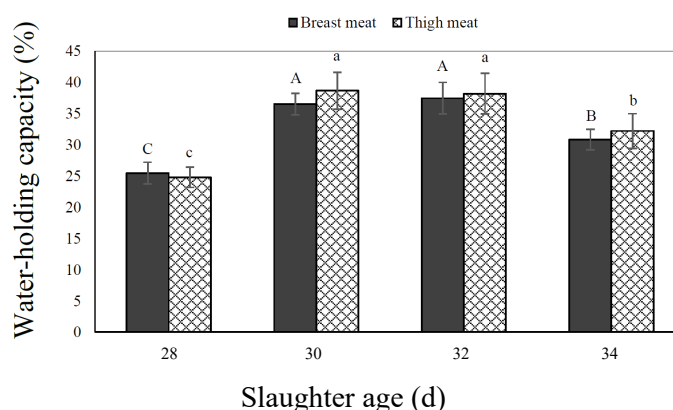 Breast meat Thigh meat
Water-holding capacity (%)
45
40
35
30
25
20
15
10
5
0
C c
A a
A a
B b
28 30 32 34
Slaughter age (d)